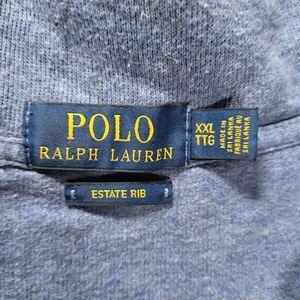 POLO
RALPH LAUREN
XXL
TTG
MADE IN
SRI LANKA
FABRIQUE AU
SRI LANKA
ESTATE RIB